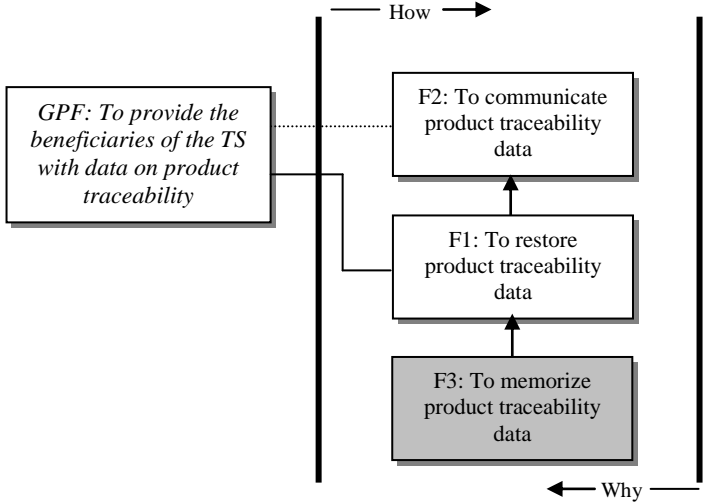 How
GPF: To provide the
beneficiaries of the TS
with data on product
traceability
F2: To communicate
product traceability
data
F1: To restore
product traceability
data
F3: To memorize
product traceability
data
Why